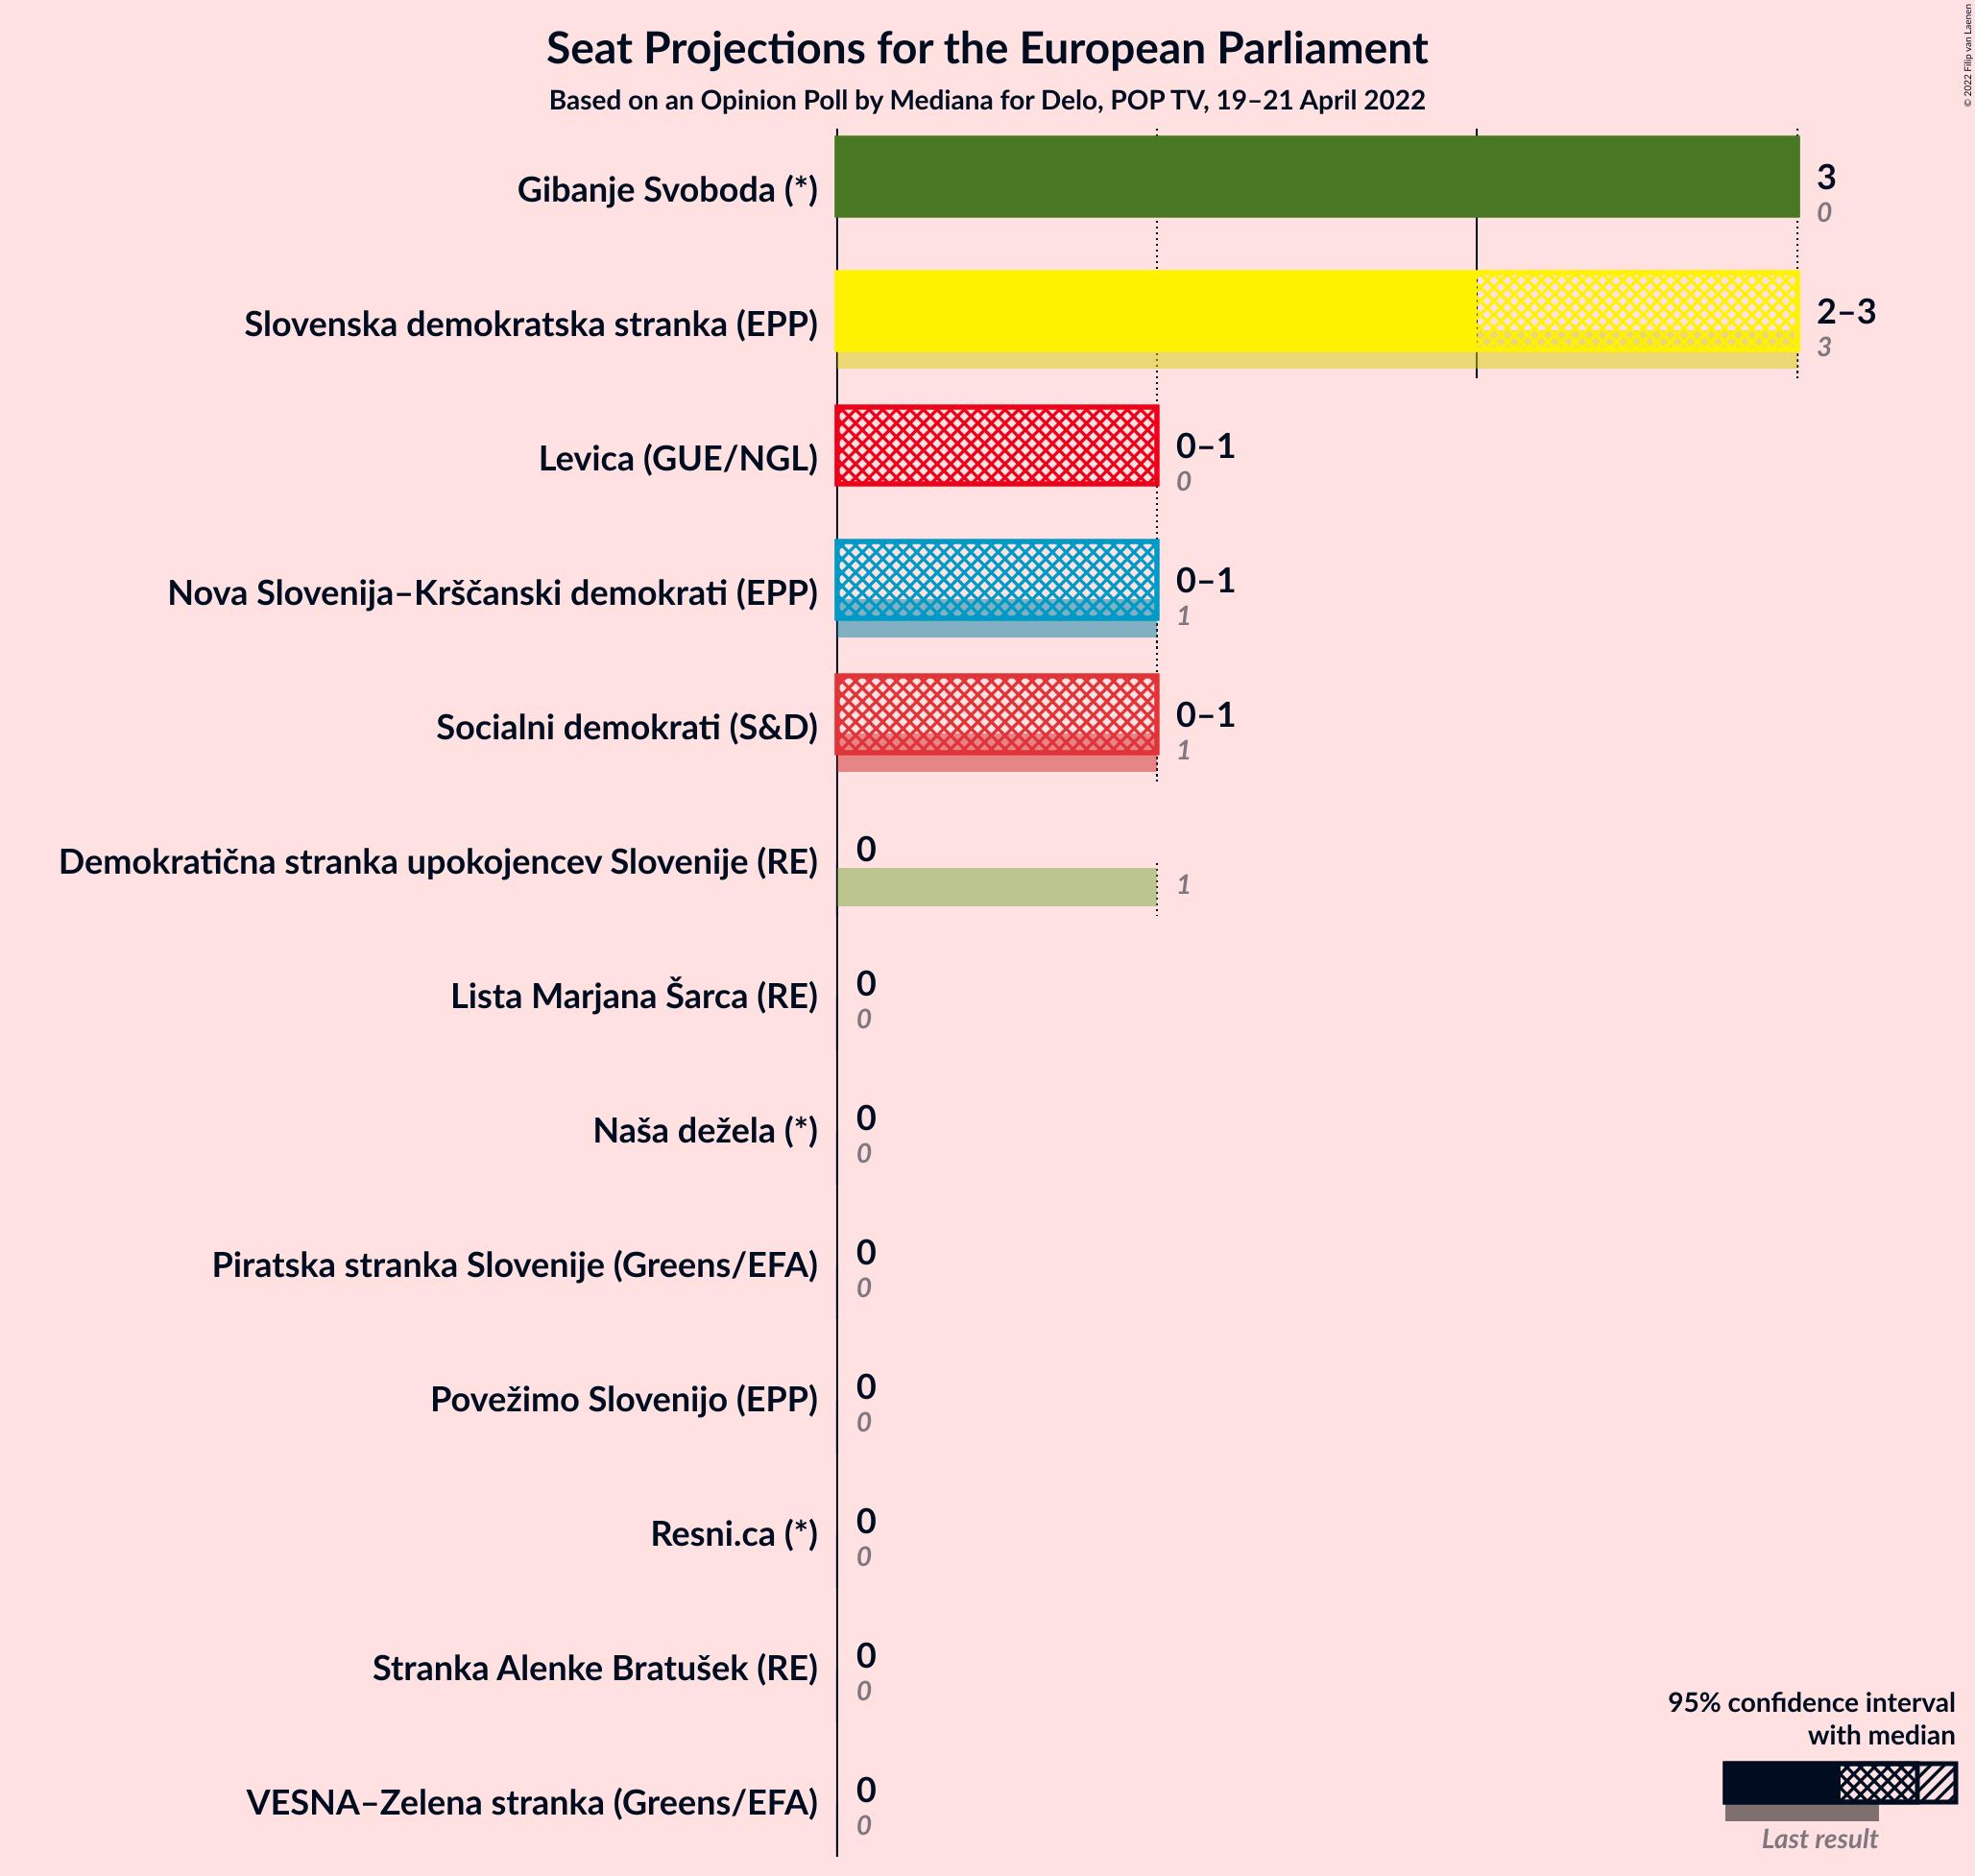 Seat Projections for the European Parliament
Based on an Opinion Poll by Mediana for Delo, POP TV, 19–21 April 2022
© 2022 Filip van Laenen
Gibanje Svoboda (*)
3
0
Slovenska demokratska stranka (EPP)
2–3
3
Levica (GUE/NGL)
0–1
0
Nova Slovenija–Krščanski demokrati (EPP)
0–1
1
Socialni demokrati (S&D)
0–1
1
Demokratična stranka upokojencev Slovenije (RE)
0
1
Lista Marjana Šarca (RE)
0
0
Naša dežela (*)
0
0
Piratska stranka Slovenije (Greens/EFA)
0
0
Povežimo Slovenijo (EPP)
0
0
Resni.ca (*)
0
0
Stranka Alenke Bratušek (RE)
0
0
VESNA–Zelena stranka (Greens/EFA)
0
0
95% confidence interval
with median
Last result